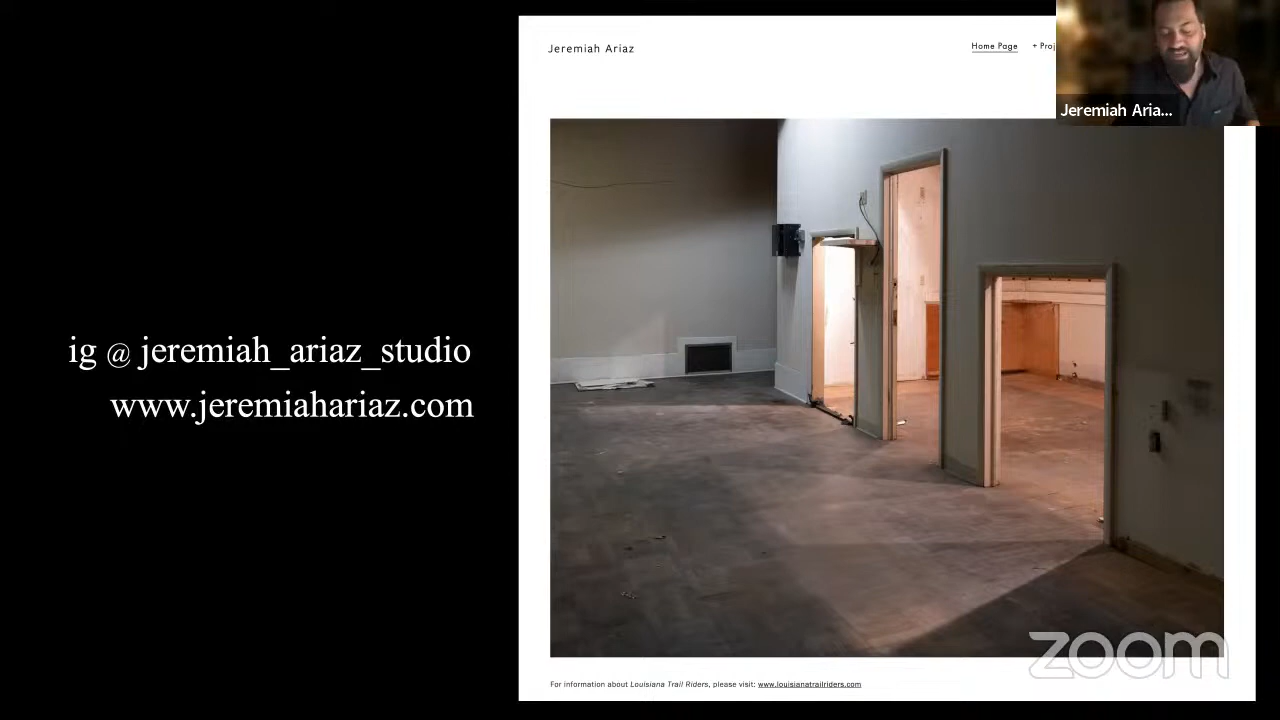 Jeremiah Ariaz
Home Page
+ Proj
Jeremiah Aria...
ig @ jeremiah_ariaz_studio
www.jeremiahariaz.com
zoom
For information about Louisiana Trail Riders, please visit: www.louisianatrailriders.com